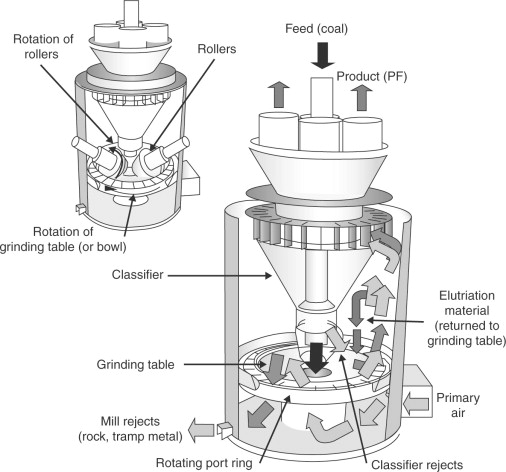 Rotation of
rollers
Rollers
Feed (coal)
Product (PF)
Rotation of
grinding table (or bowl)
Classifier
Elutriation
material
(returned to
grinding table)
Grinding table
Primary
air
Mill rejects
(rock, tramp metal)
Rotating port ring
Classifier rejects